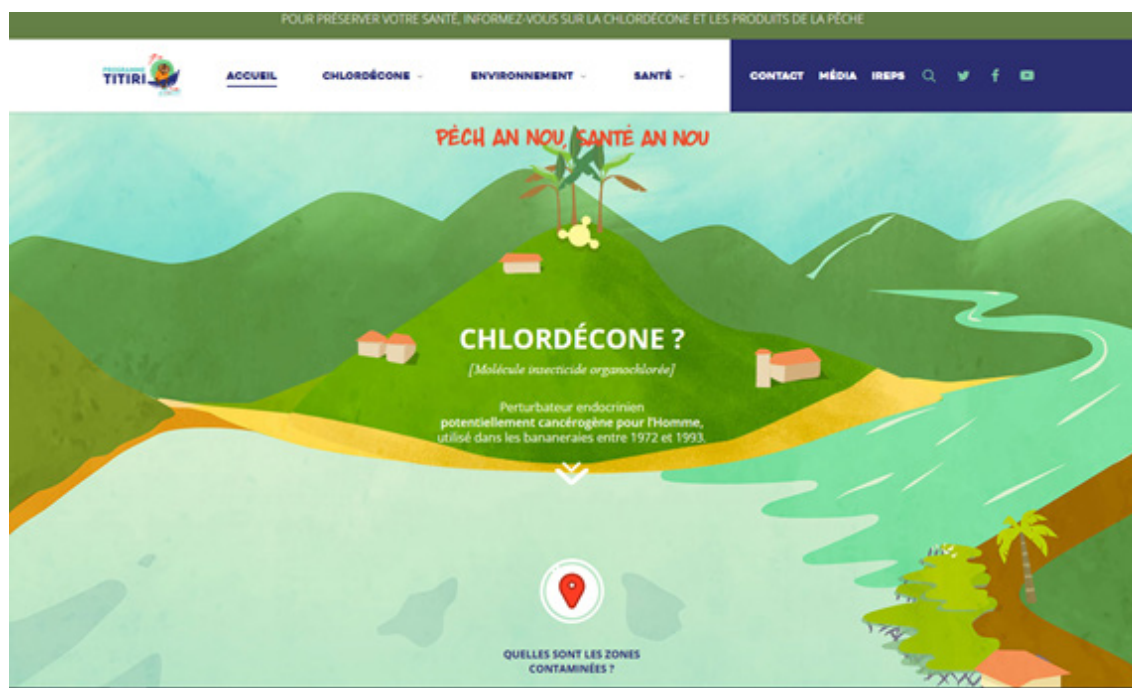 POUR PRÉSERVER VOTRE SANTÉ, INFORMEZ-VOUS SUR LA CHLORDÉCONE ET LES PRODUITS DE LA PÊCHE
PROGRAMME
TITIRI
ACCUEIL CHLORDÉCONE ENVIRONNEMENT SANTÉ CONTACT MÉDIA IREPS
PÉCH AN NOU, SANTÉ AN NOU
CHLORDÉCONE ?
[Molécule insecticide organochlorée]
Perturbateur endocrinien
potentiellement cancérogène pour l'Homme,
utilisé dans les bananeraies entre 1972 et 1993.
QUELLES SONT LES ZONES
CONTAMINÉES ?